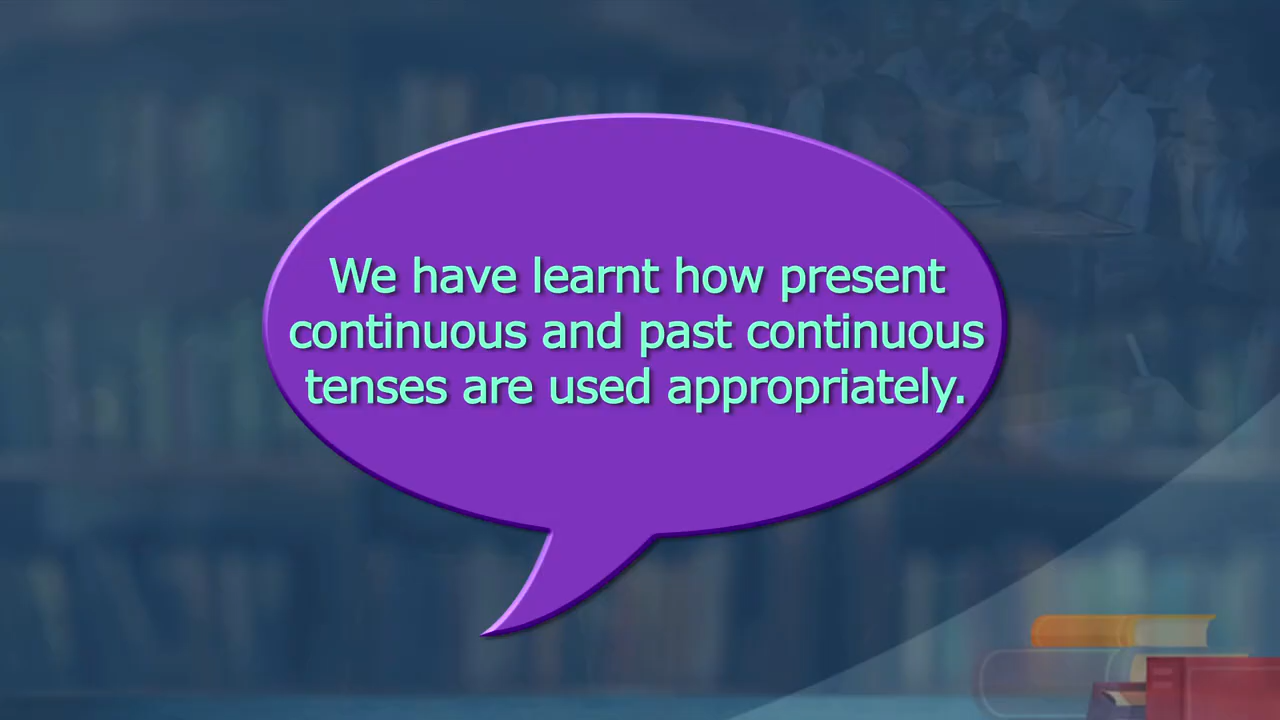 We have learnt how present
continuous and past continuous
tenses are used appropriately.